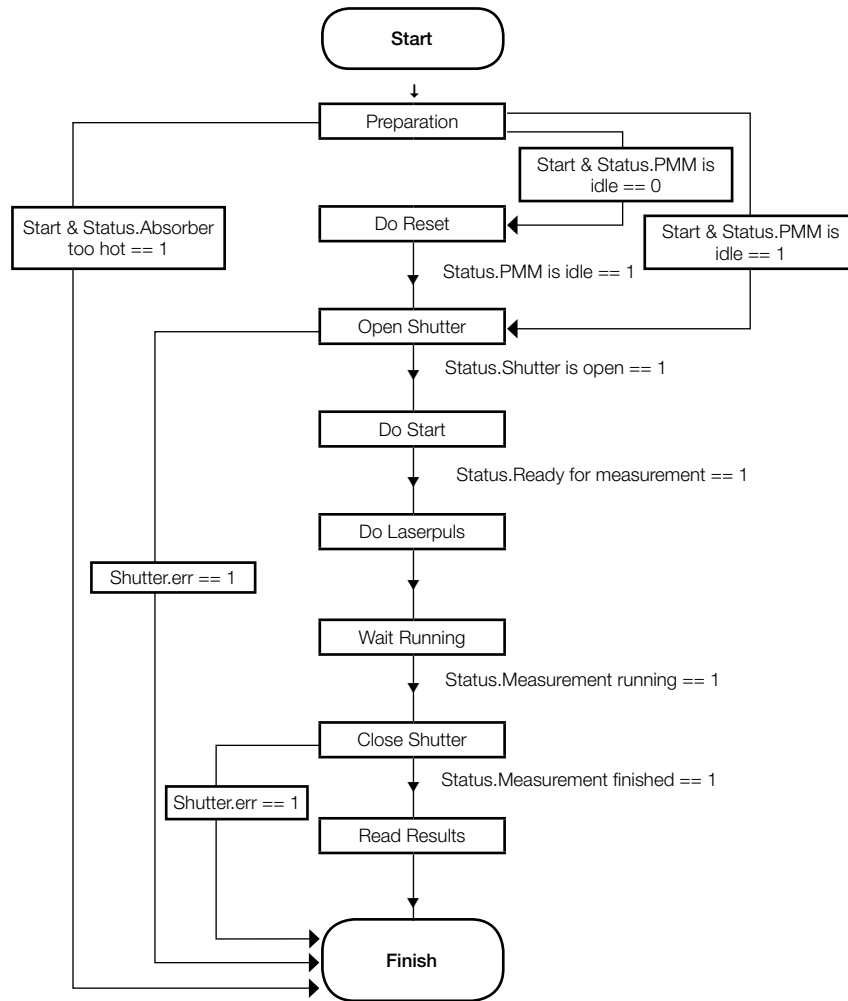 Start
Preparation
Start & Status.PMM is
idle == 0
Start & Status.Absorber
too hot == 1
Do Reset
Start & Status.PMM is
idle == 1
Status.PMM is idle == 1
Open Shutter
Status.Shutter is open == 1
Do Start
Status.Ready for measurement == 1
Do Laserpuls
Shutter.err == 1
Wait Running
Status.Measurement running == 1
Close Shutter
Status.Measurement finished == 1
Shutter.err == 1
Read Results
Finish